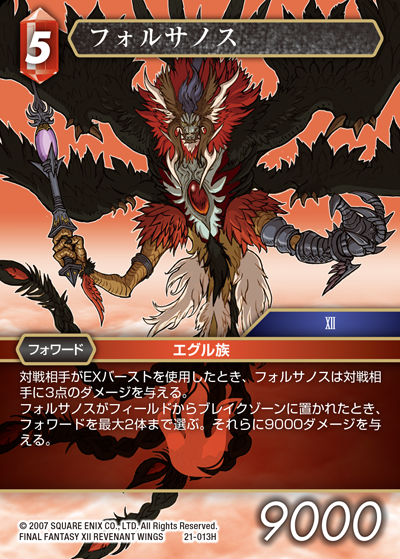 5
フォルサノス
XII
フォワード
エグル族
対戦相手がEXバーストを使用したとき、フォルサノスは対戦相
手に3点のダメージを与える。
フォルサノスがフィールドからブレイクゾーンに置かれたとき、
フォワードを最大2体まで選ぶ。それらに9000ダメージを与
える。
© 2007 SQUARE ENIX CO., LTD. All Rights Reserved.
FINAL FANTASY XII REVENANT WINGS
21-013H
9000